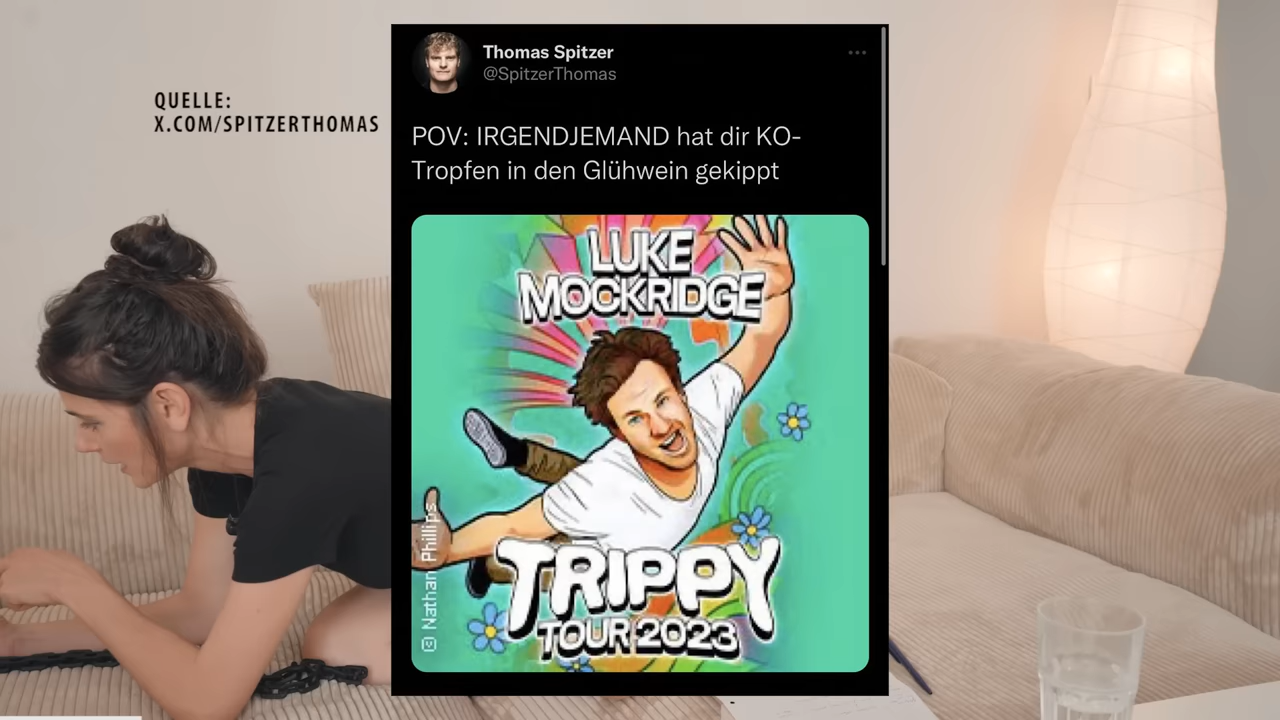 QUELLE:
X.COM/SPITZERTHOMAS
Thomas Spitzer
@SpitzerThomas
POV: IRGENDJEMAND hat dir KO-
Tropfen in den Glühwein gekippt
LUKE
MOCKRIDGE
TRIPPY
TOUR 2023
© Nathan Phillips